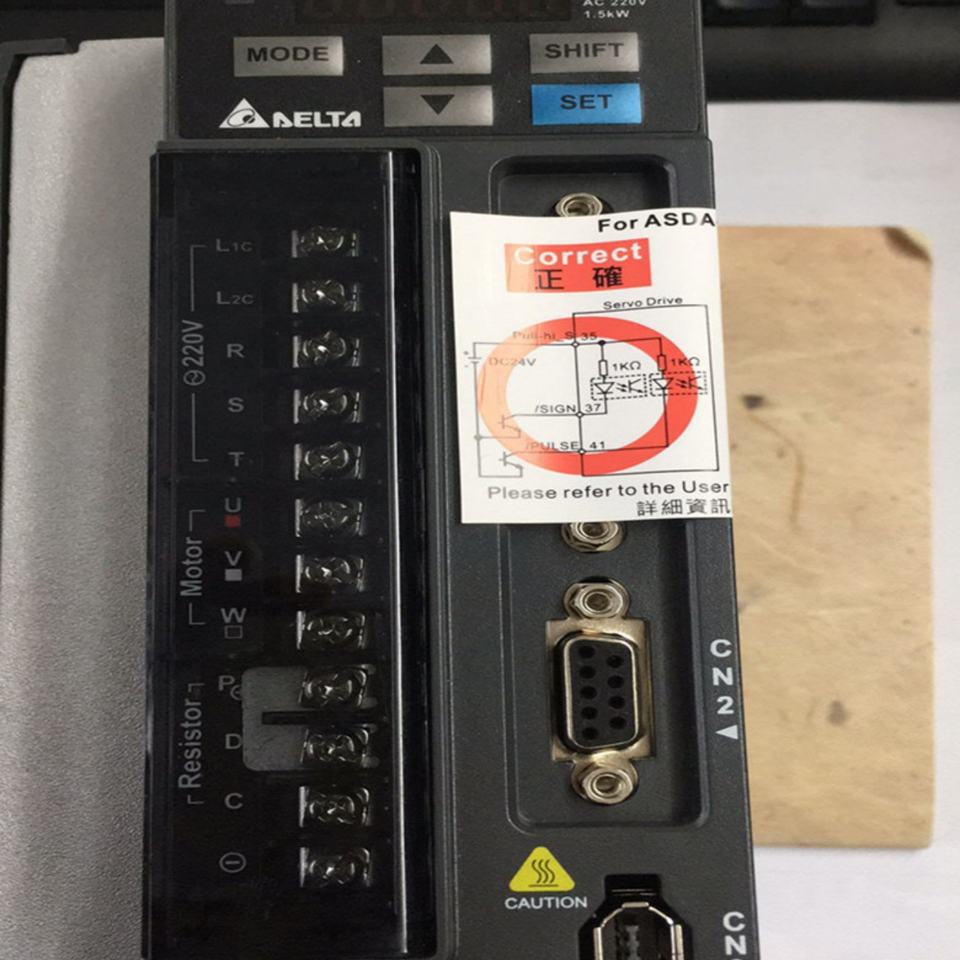 AC 220V
1.5kW
MODE
▲
SHIFT
▼
SET
DELTA
L1C
L2C
R
S
T
220V
U
V
W
Motor
P⊕
D
C
⊖
Resistor
For ASDA
Correct
正 確
Servo Drive
Pull-hi_S 35
DC24V
1KΩ
1KΩ
/SIGN 37
/PULSE 41
Please refer to the User
詳細資訊
CN2
CAUTION
CN